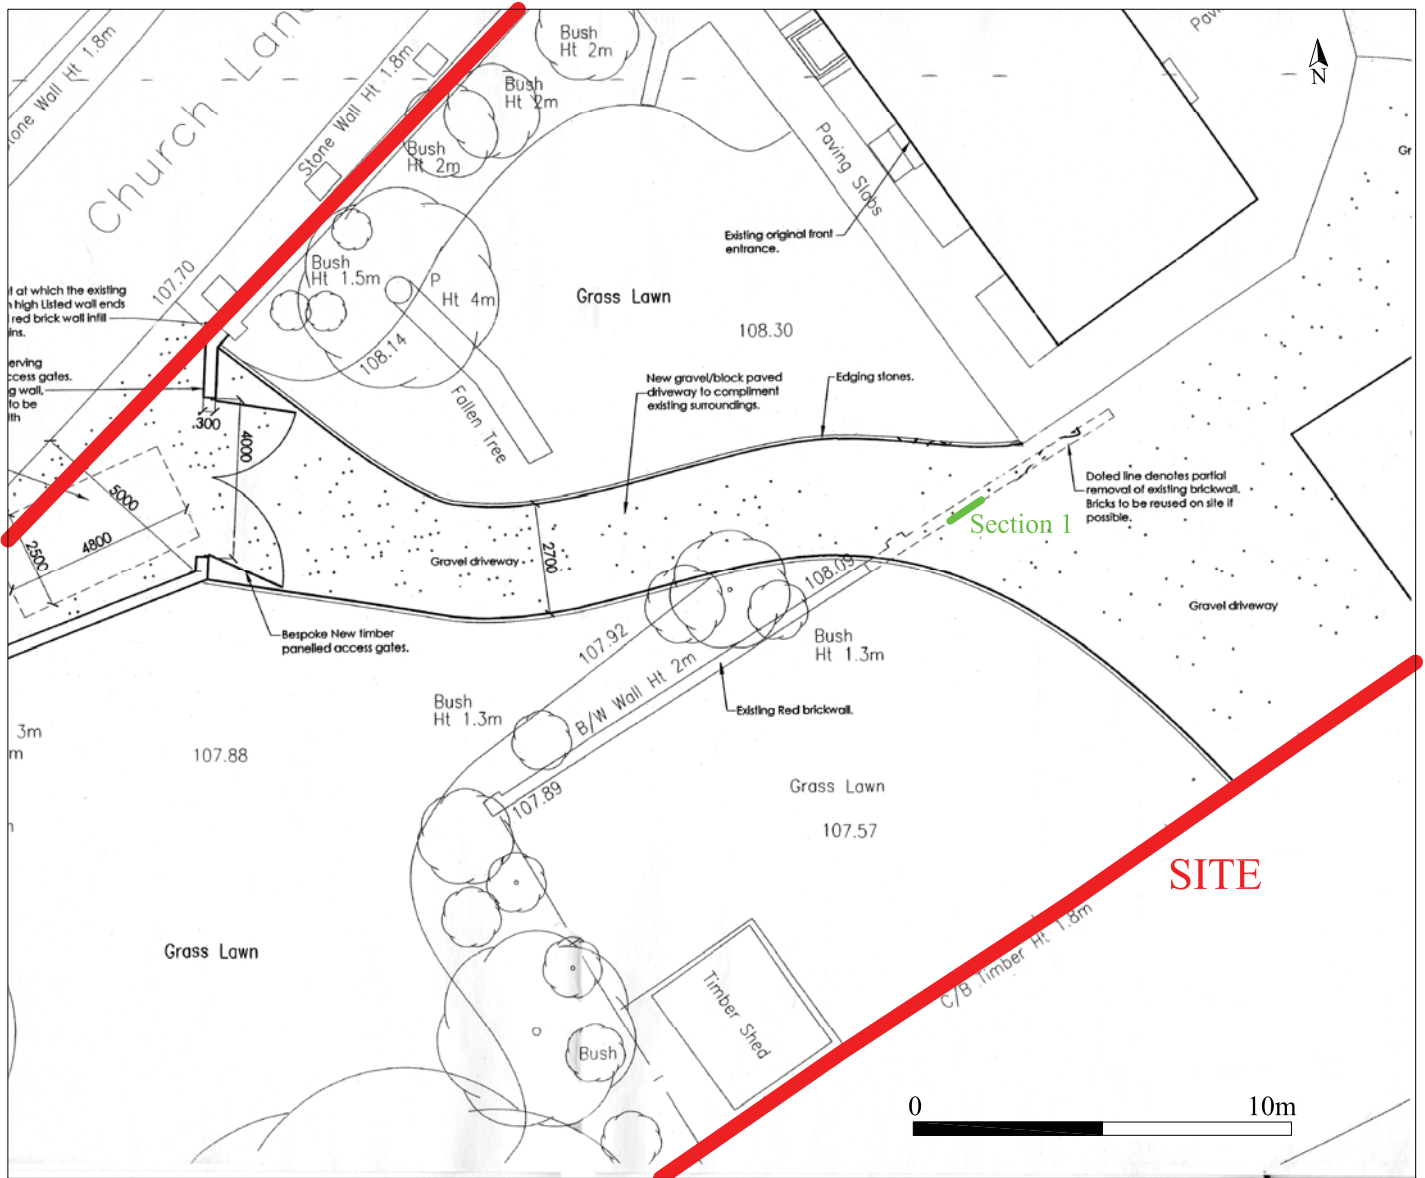 Stone Wall Ht 1.8m
Church Lane
Stone Wall Ht 1.8m
Bush
Ht 2m
Bush
Ht 2m
Bush
Ht 2m
N
Paving Slabs
Existing original front
entrance.
107.70
t at which the existing
high Listed wall ends
red brick wall infill
ins.
Bush
Ht 1.5m
P
Ht 4m
Grass Lawn
108.30
108.14
Fallen Tree
erving
ccess gates.
g wall,
to be
ith
300
4000
New gravel/block paved
driveway to compliment
existing surroundings.
Edging stones.
Doted line denotes partial
removal of existing brickwall.
Bricks to be reused on site if
possible.
Section 1
5000
4800
2500
Gravel driveway
2700
108.09
Gravel driveway
Bespoke New timber
panelled access gates.
107.92
Bush
Ht 1.3m
B/W Wall Ht 2m
Existing Red brickwall.
Bush
Ht 1.3m
3m
m
107.88
107.89
Grass Lawn
107.57
SITE
Grass Lawn
C/B Timber Ht 1.8m
Timber Shed
Bush
0 10m